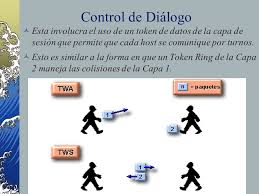 Control de Diálogo
Esta involucra el uso de un token de datos de la capa de
sesión que permite que cada host se comunique por turnos.
Esto es similar a la forma en que un Token Ring de la Capa
2 maneja las colisiones de la Capa 1.
TWA
n = paquetes
1
2
TWS
1
2